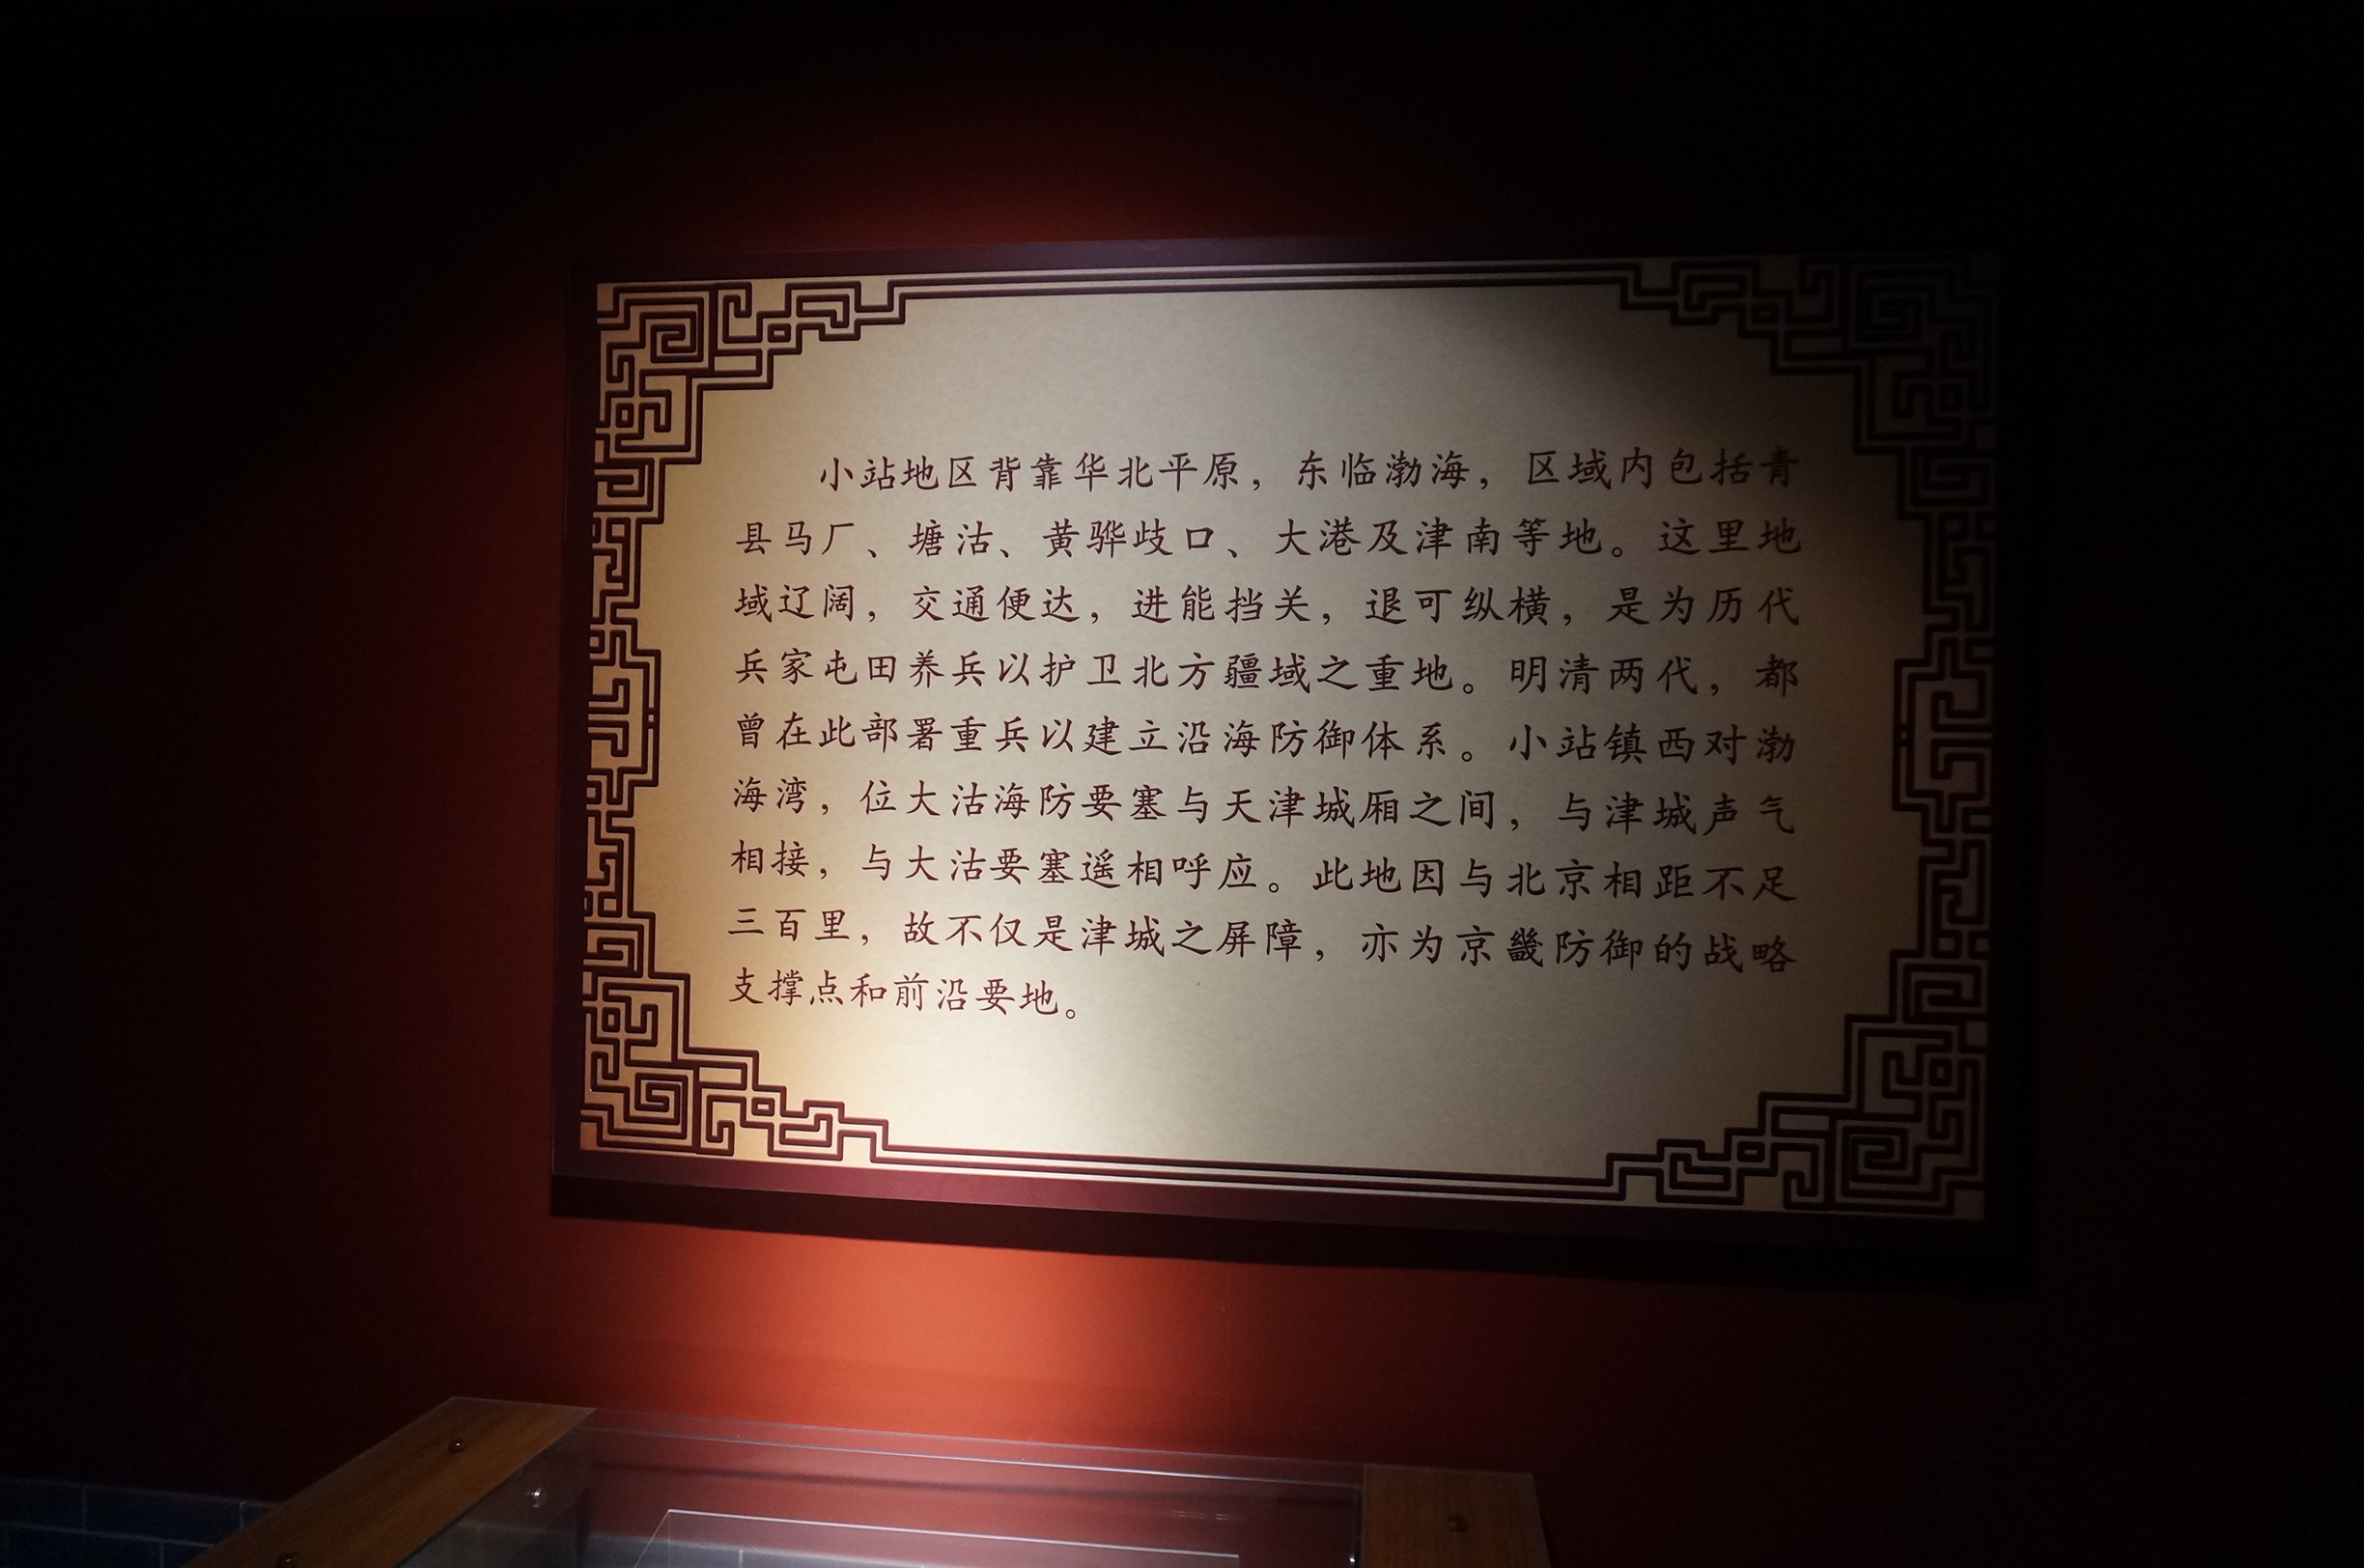 小站地区背靠华北平原，东临渤海，区域内包括青
县马厂、塘沽、黄骅歧口、大港及津南等地。这里地
域辽阔，交通便达，进能挡关，退可纵横，是为历代
兵家屯田养兵以护卫北方疆域之重地。明清两代，都
曾在此部署重兵以建立沿海防御体系。小站镇西对渤
海湾，位大沽海防要塞与天津城厢之间，与津城声气
相接，与大沽要塞遥相呼应。此地因与北京相距不足
三百里，故不仅是津城之屏障，亦为京畿防御的战略
支撑点和前沿要地。